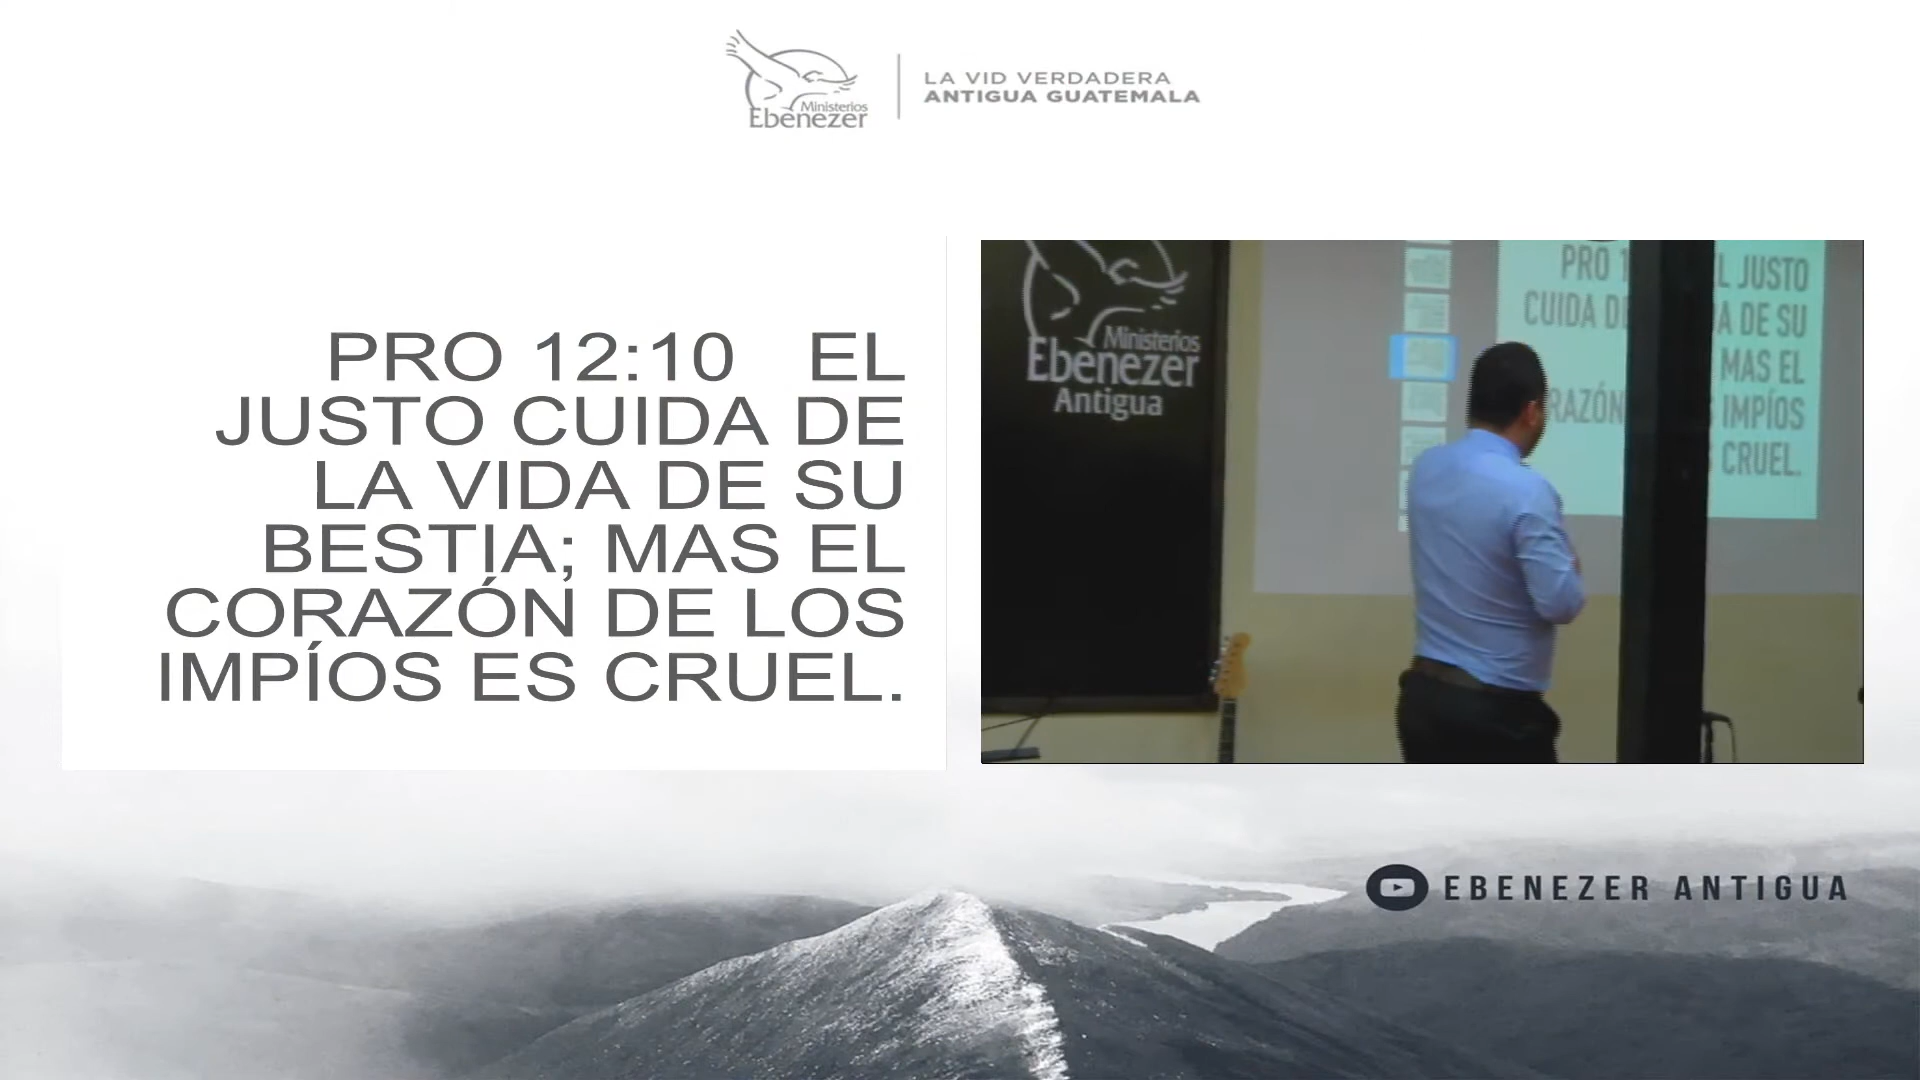 Ministerios
Ebenezer
LA VID VERDADERA
ANTIGUA GUATEMALA
PRO 12:10 EL
JUSTO CUIDA DE
LA VIDA DE SU
BESTIA; MAS EL
CORAZÓN DE LOS
IMPÍOS ES CRUEL.
Ministerios
Ebenezer
Antigua
PRO 1 L JUSTO
CUIDA DE A DE SU
MAS EL
RAZÓN IMPÍOS
CRUEL.
EBENEZER ANTIGUA